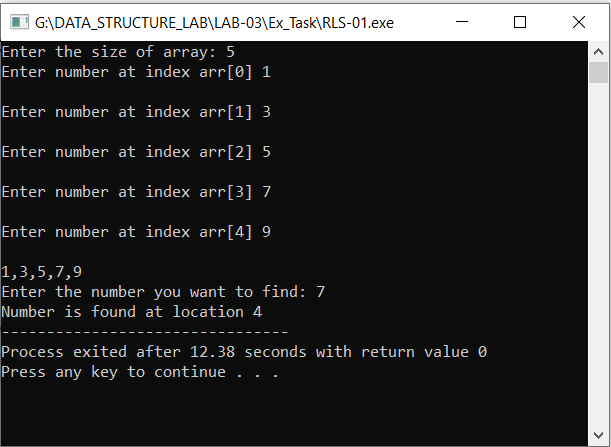 G:\DATA_STRUCTURE_LAB\LAB-03\Ex_Task\RLS-01.exe
Enter the size of array: 5
Enter number at index arr[0] 1
Enter number at index arr[1] 3
Enter number at index arr[2] 5
Enter number at index arr[3] 7
Enter number at index arr[4] 9
1,3,5,7,9
Enter the number you want to find: 7
Number is found at location 4
--------------------------------
Process exited after 12.38 seconds with return value 0
Press any key to continue . . .